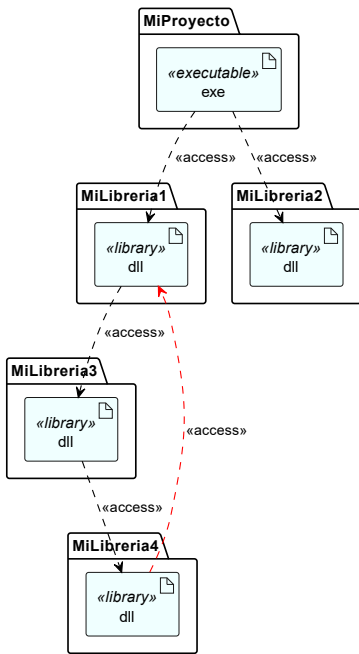 MiProyecto
«executable»
exe
«access»
«access»
MiLibreria1
MiLibreria2
«library»
dll
«library»
dll
«access»
MiLibreria3
«library»
dll
«access»
«access»
MiLibreria4
«library»
dll